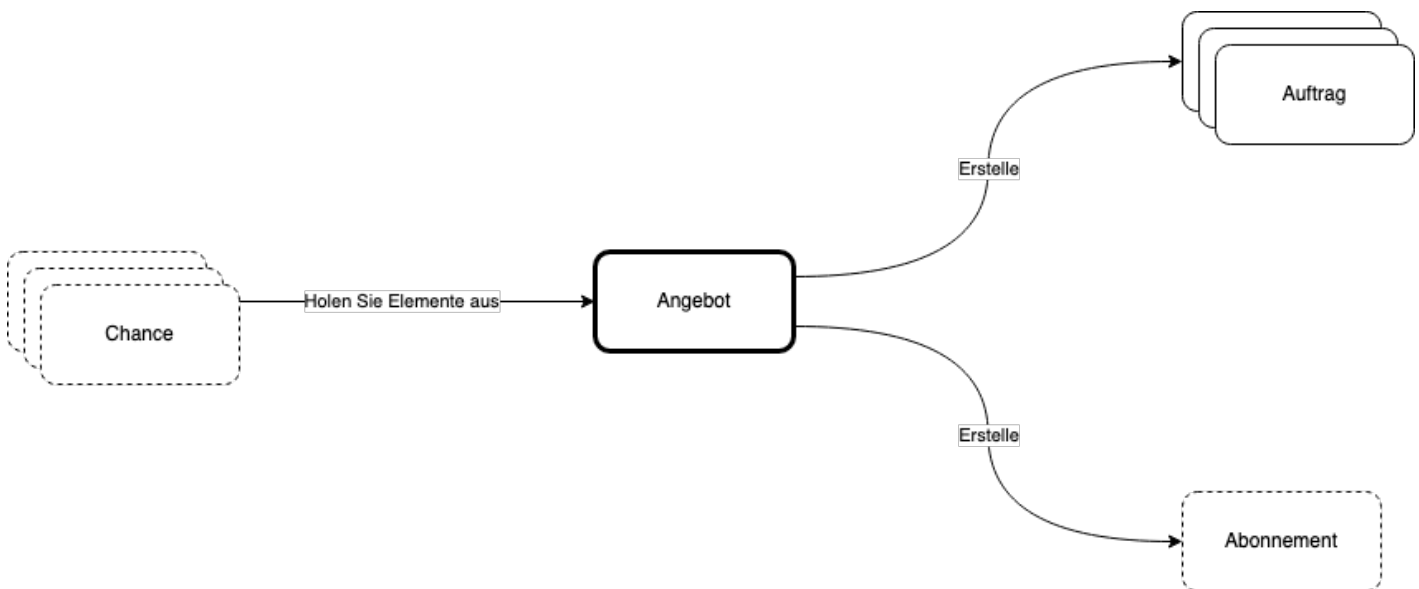 Auftrag
Erstelle
Holen Sie Elemente aus
Angebot
Chance
Erstelle
Abonnement